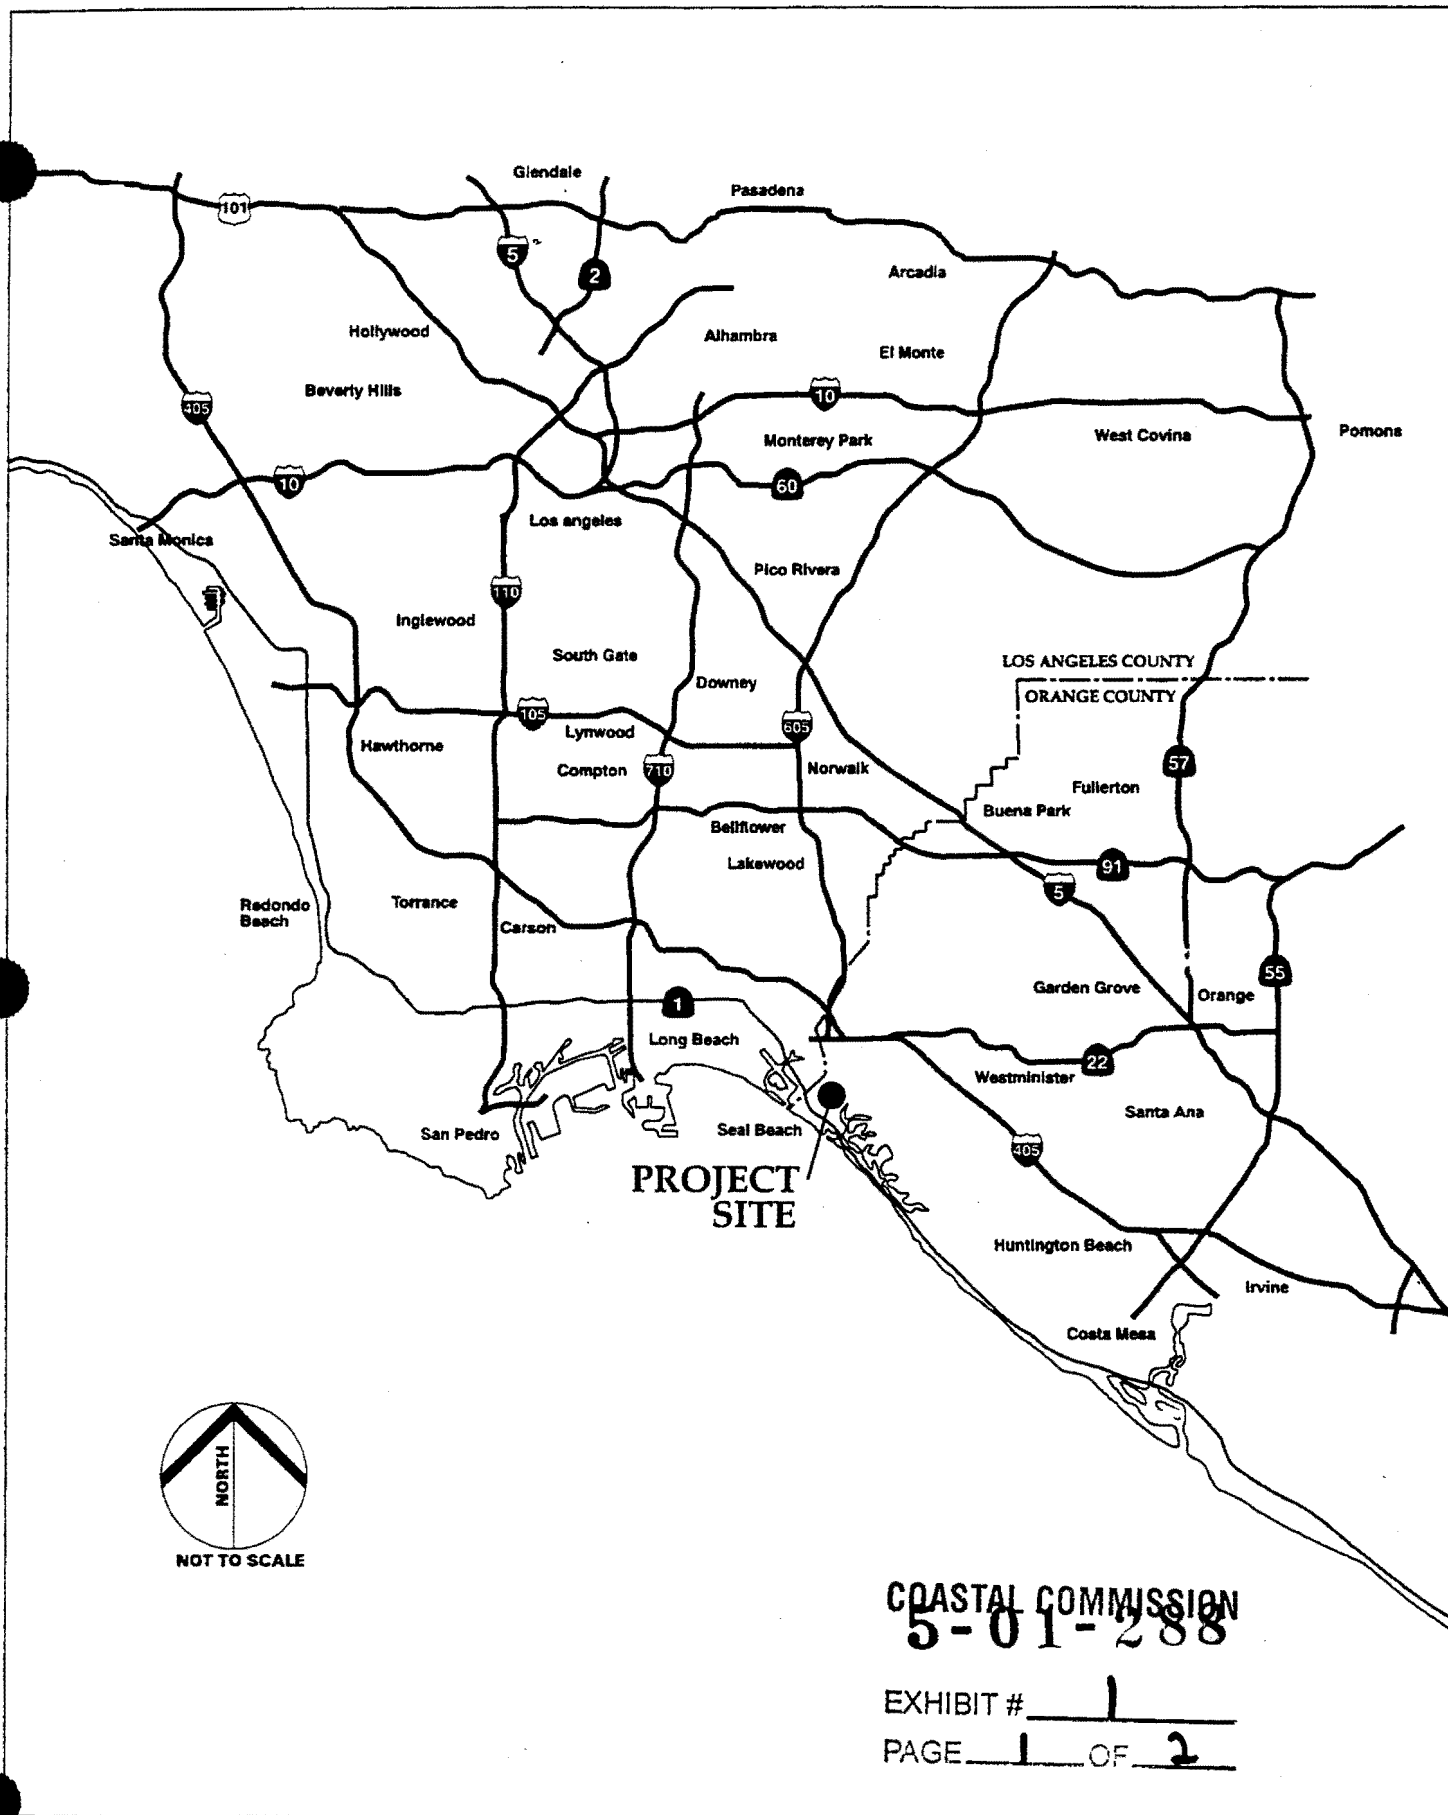 Glendale
Pasadena
101
5
2
Arcadia
Hollywood
Alhambra
El Monte
Beverly Hills
405
10
Monterey Park
West Covina
Pomona
10
60
Los angeles
Santa Monica
Pico Rivera
110
Inglewood
South Gate
LOS ANGELES COUNTY
Downey
ORANGE COUNTY
105
605
Lynwood
Hawthorne
Compton
710
Norwalk
57
Fullerton
Buena Park
Bellflower
Lakewood
91
5
Redondo
Beach
Torrance
Carson
55
Garden Grove
Orange
1
Long Beach
22
Westminister
Santa Ana
San Pedro
Seal Beach
405
PROJECT
SITE
Huntington Beach
Irvine
Costa Mesa
NORTH
NOT TO SCALE
COASTAL COMMISSION
5-01-288
EXHIBIT # 1
PAGE 1 OF 2